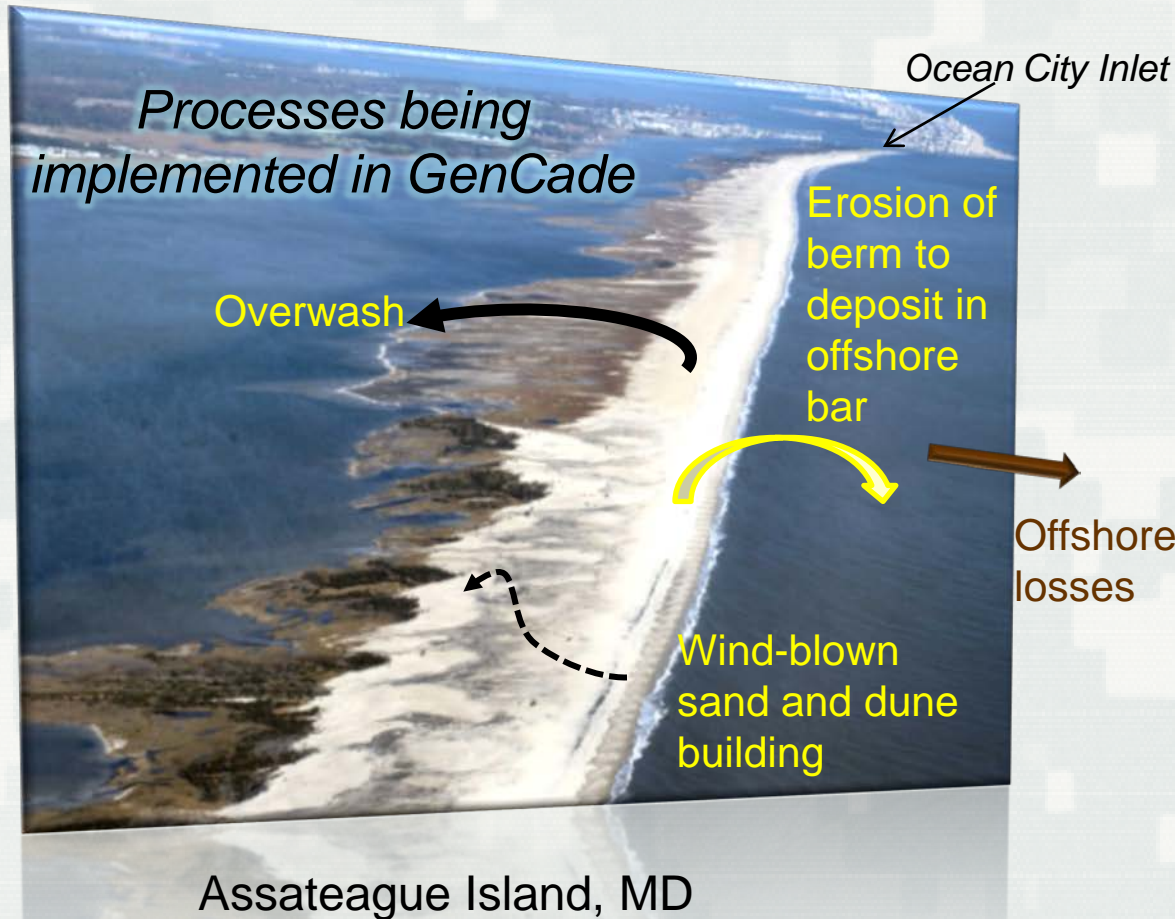 Ocean City Inlet
Processes being
implemented in GenCade
Erosion of
berm to
deposit in
offshore
bar
Overwash
Offshore
losses
Wind-blown
sand and dune
building
Assateague Island, MD